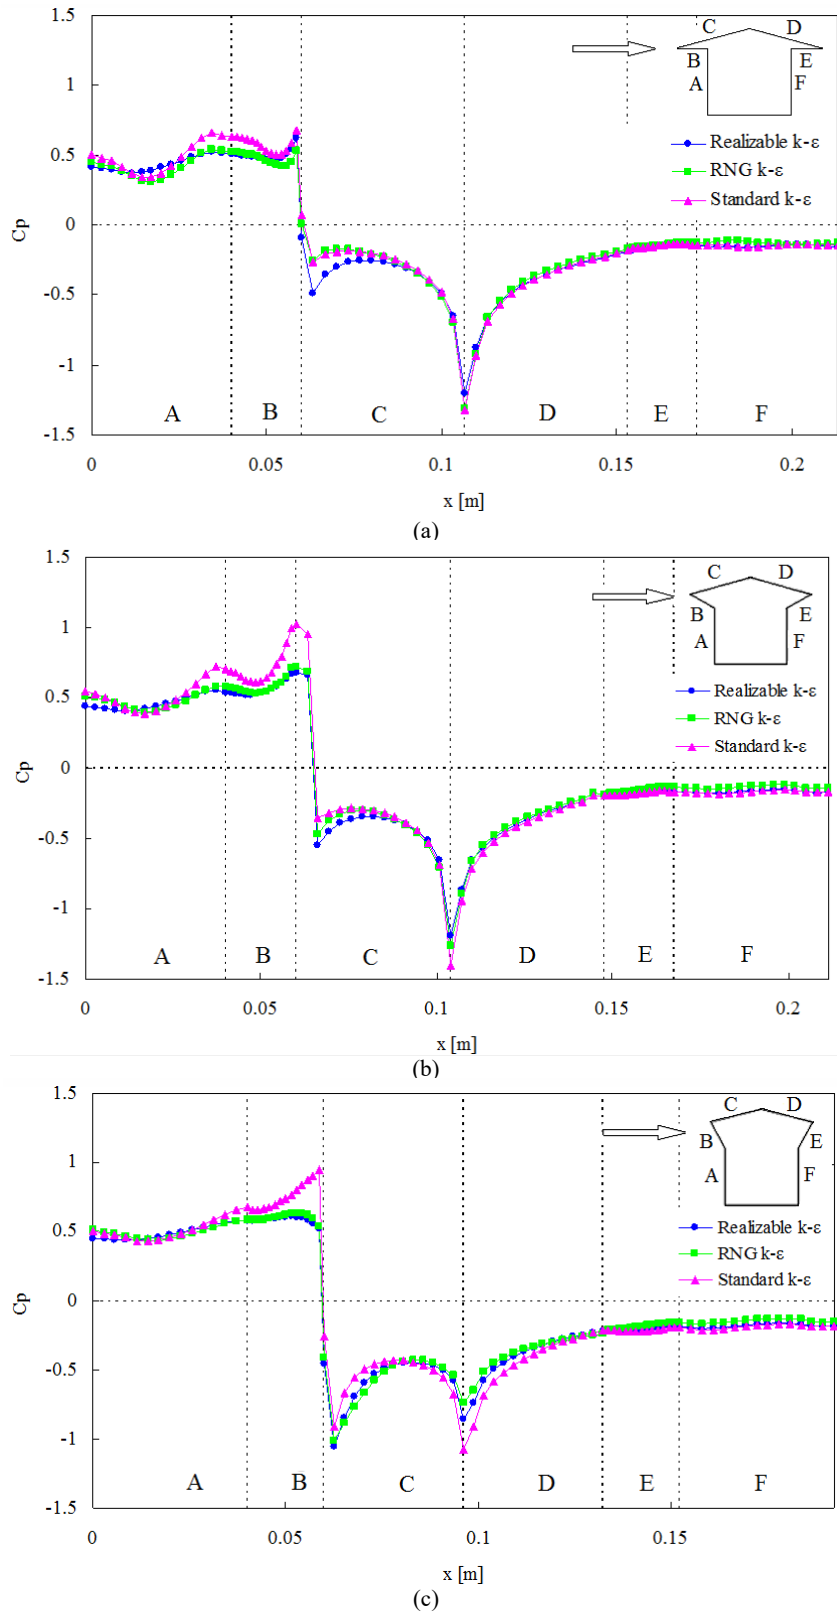 C D
B E
A F
Realizable k-ε
RNG k-ε
Standard k-ε
1.5
1
0.5
0
-0.5
-1
-1.5
Cp
A B C D E F
0 0.05 0.1 0.15 0.2
x [m]
(a)
C D
B E
A F
Realizable k-ε
RNG k-ε
Standard k-ε
1.5
1
0.5
0
-0.5
-1
-1.5
Cp
A B C D E F
0 0.05 0.1 0.15 0.2
x [m]
(b)
C D
B E
A F
Realizable k-ε
RNG k-ε
Standard k-ε
1.5
1
0.5
0
-0.5
-1
-1.5
Cp
A B C D E F
0 0.05 0.1 0.15
x [m]
(c)